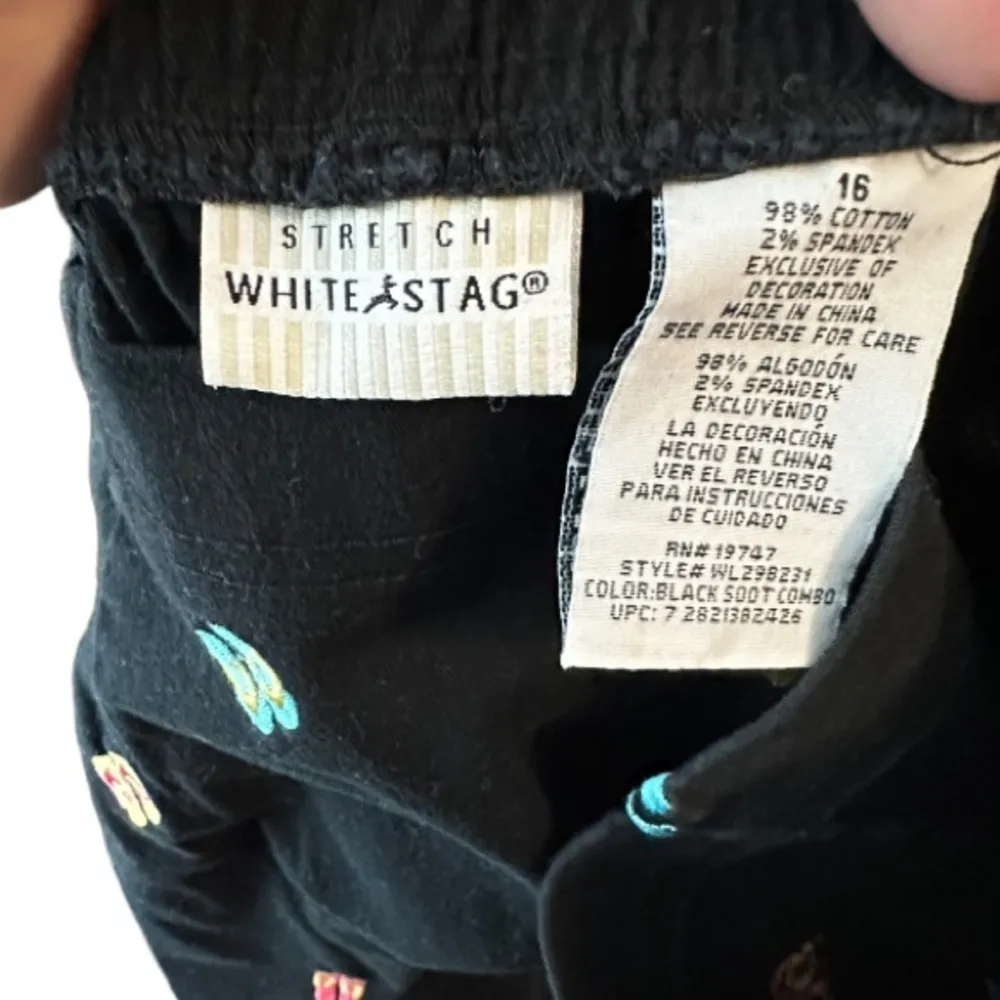 STRETCH
WHITE STAG®
16
98% COTTON
2% SPANDEX
EXCLUSIVE OF
DECORATION
MADE IN CHINA
SEE REVERSE FOR CARE
98% ALGODÓN
2% SPANDEX
EXCLUYENDO
LA DECORACIÓN
HECHO EN CHINA
VER EL REVERSO
PARA INSTRUCCIONES
DE CUIDADO
RN# 19747
STYLE# WL298231
COLOR:BLACK SOOT COMBO
UPC: 7 2821382426